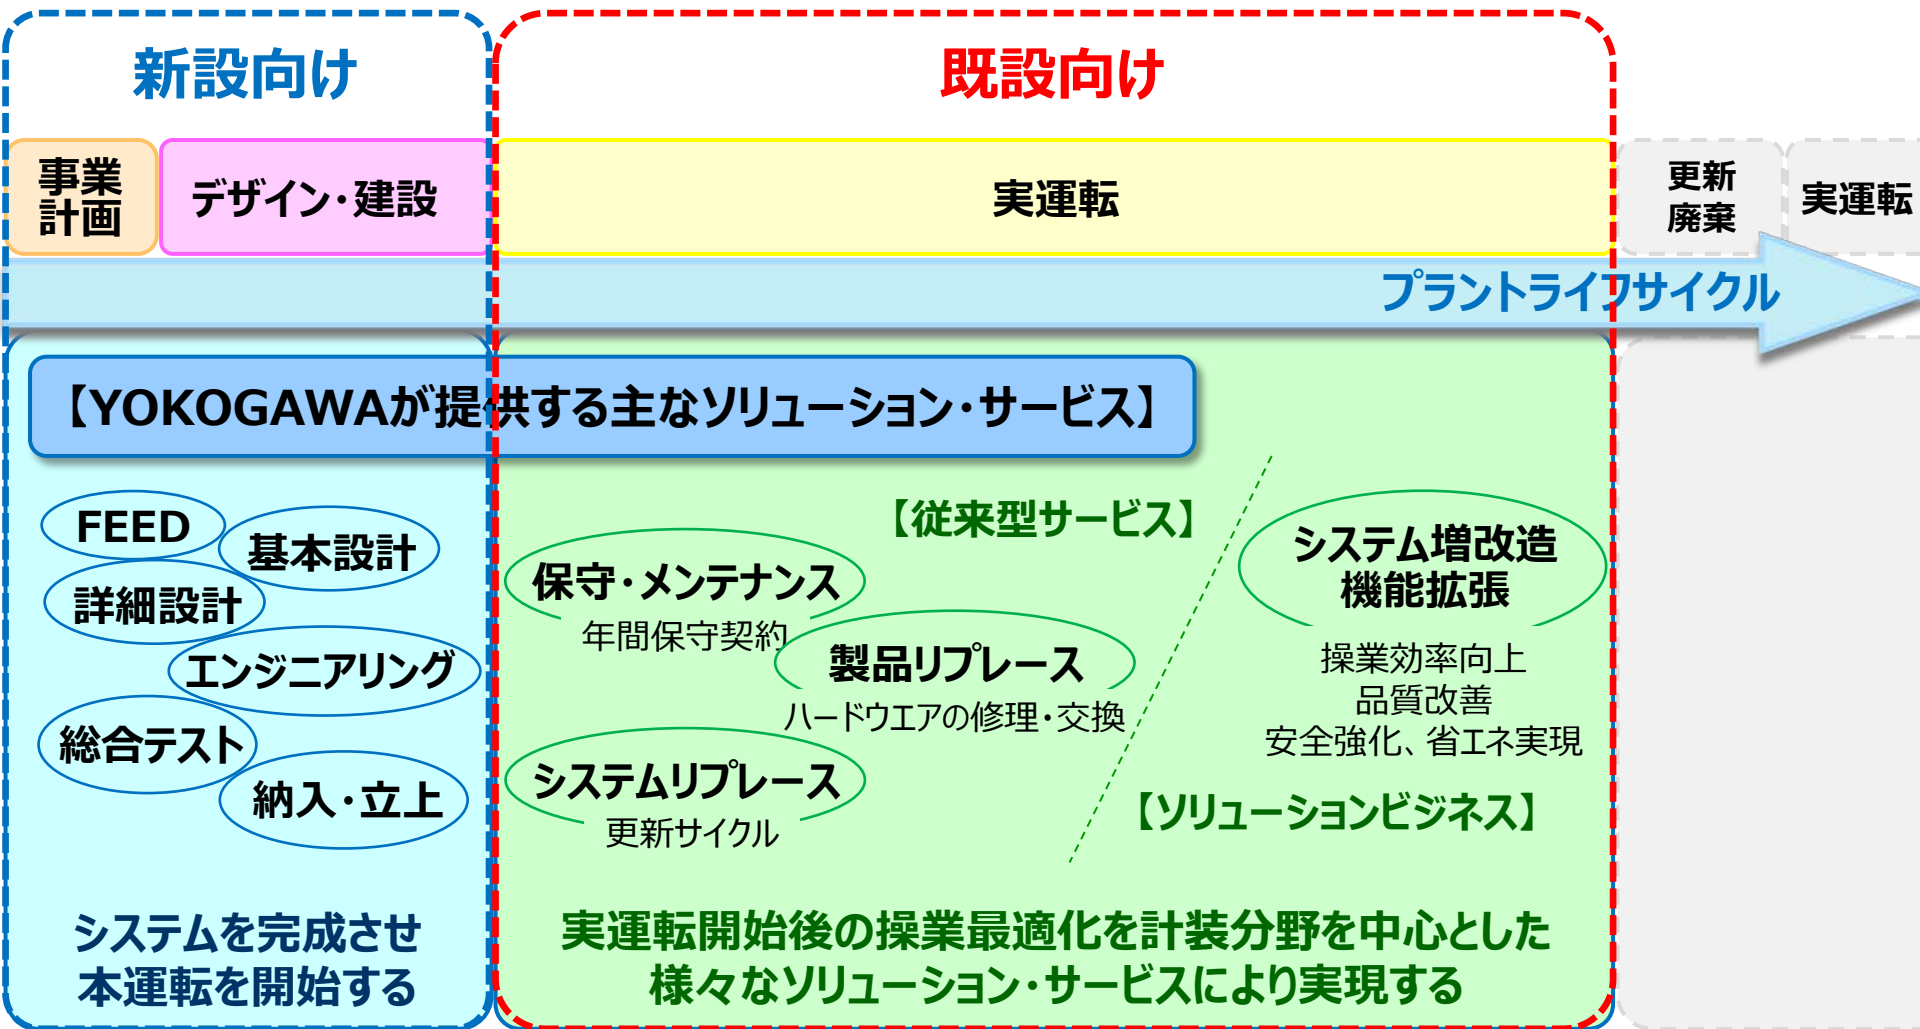 新設向け
既設向け
事業
計画
デザイン・建設
実運転
更新
廃棄
実運転
プラントライフサイクル
【YOKOGAWAが提供する主なソリューション・サービス】
FEED
基本設計
詳細設計
エンジニアリング
総合テスト
納入・立上
【従来型サービス】
保守・メンテナンス
年間保守契約
製品リプレース
ハードウエアの修理・交換
システムリプレース
更新サイクル
システム増改造
機能拡張
操業効率向上
品質改善
安全強化、省エネ実現
【ソリューションビジネス】
システムを完成させ
本運転を開始する
実運転開始後の操業最適化を計装分野を中心とした
様々なソリューション・サービスにより実現する